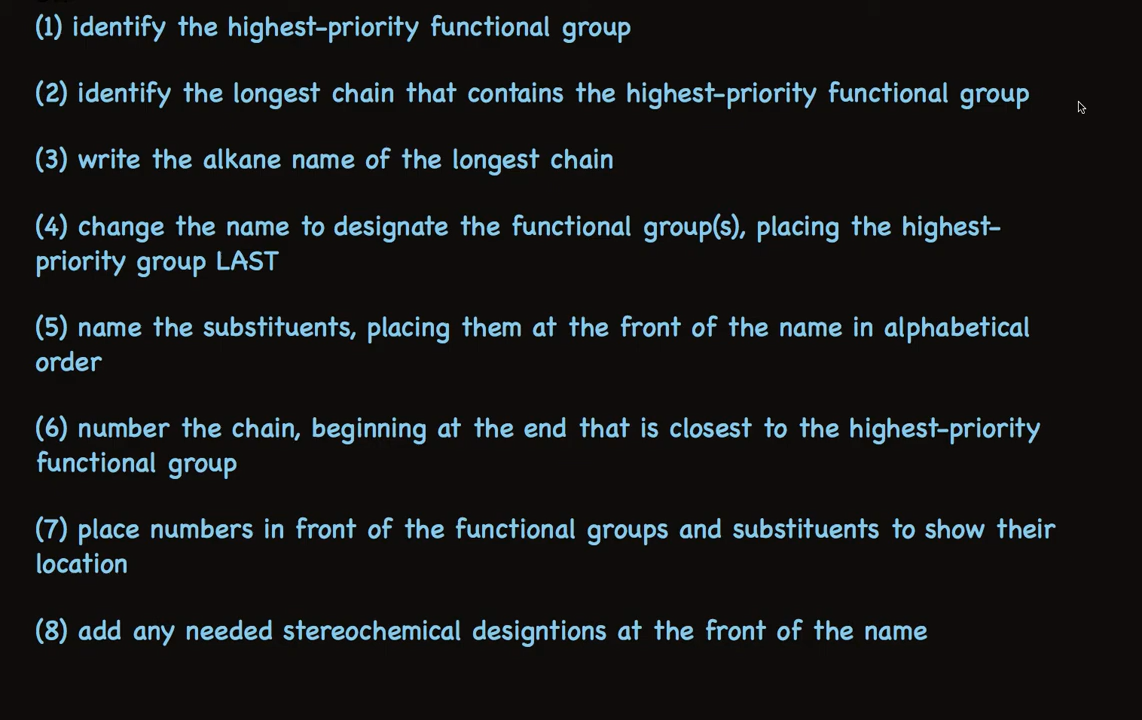 (1) identify the highest-priority functional group
(2) identify the longest chain that contains the highest-priority functional group
(3) write the alkane name of the longest chain
(4) change the name to designate the functional group(s), placing the highest-
priority group LAST
(5) name the substituents, placing them at the front of the name in alphabetical
order
(6) number the chain, beginning at the end that is closest to the highest-priority
functional group
(7) place numbers in front of the functional groups and substituents to show their
location
(8) add any needed stereochemical designtions at the front of the name